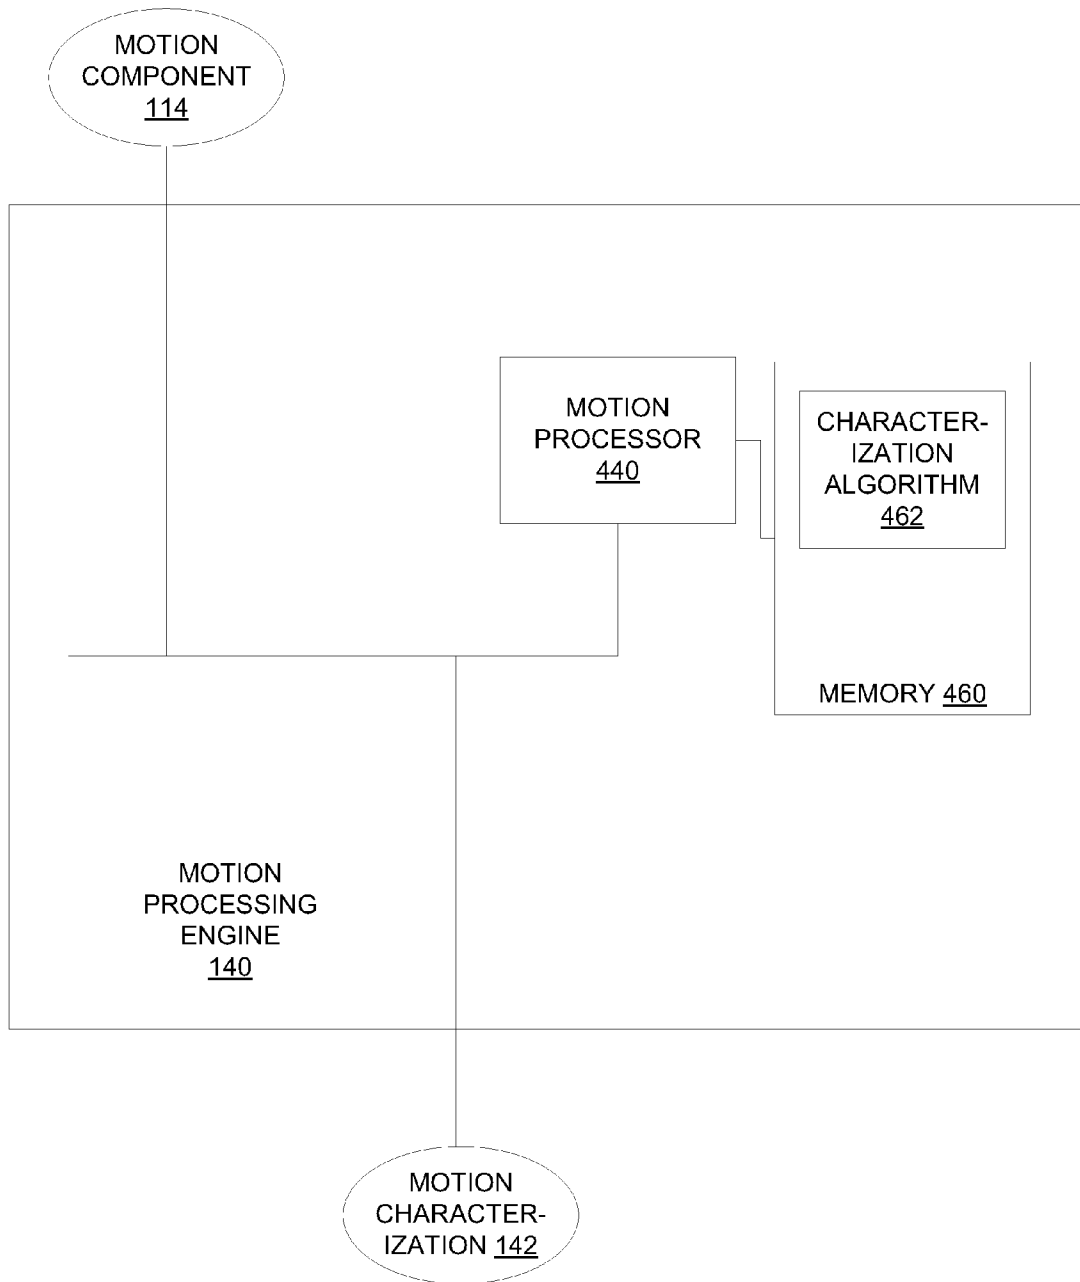 MOTION
COMPONENT
114
MOTION
PROCESSOR
440
CHARACTER-
IZATION
ALGORITHM
462
MEMORY 460
MOTION
PROCESSING
ENGINE
140
MOTION
CHARACTER-
IZATION 142